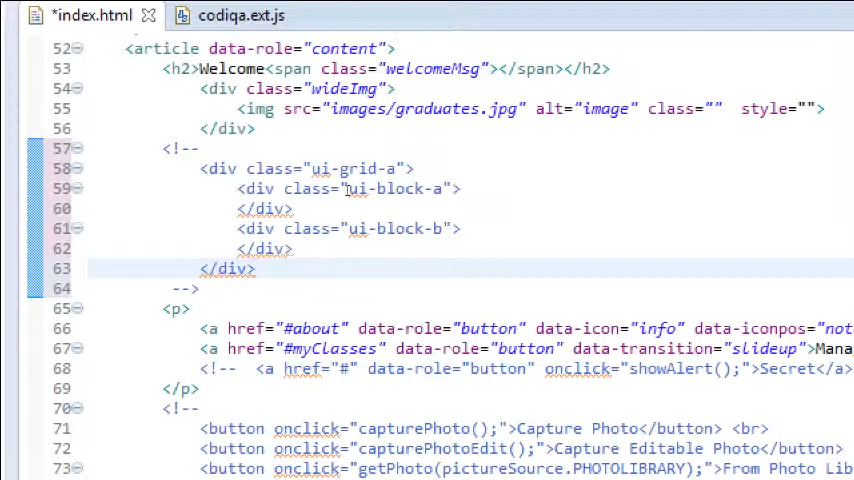 *index.html codiqa.ext.js
52 <article data-role="content">
53 <h2>Welcome<span class="welcomeMsg"></span></h2>
54 <div class="wideImg">
55 <img src="images/graduates.jpg" alt="image" class="" style="">
56 </div>
57 <!--
58 <div class="ui-grid-a">
59 <div class="ui-block-a">
60 </div>
61 <div class="ui-block-b">
62 </div>
63 </div>
64 -->
65 <p>
66 <a href="#about" data-role="button" data-icon="info" data-iconpos="not
67 <a href="#myClasses" data-role="button" data-transition="slideup">Mana
68 <!-- <a href="#" data-role="button" onclick="showAlert();">Secret</a>
69 </p>
70 <!--
71 <button onclick="capturePhoto();">Capture Photo</button> <br>
72 <button onclick="capturePhotoEdit();">Capture Editable Photo</button>
73 <button onclick="getPhoto(pictureSource.PHOTOLIBRARY);">From Photo Lib